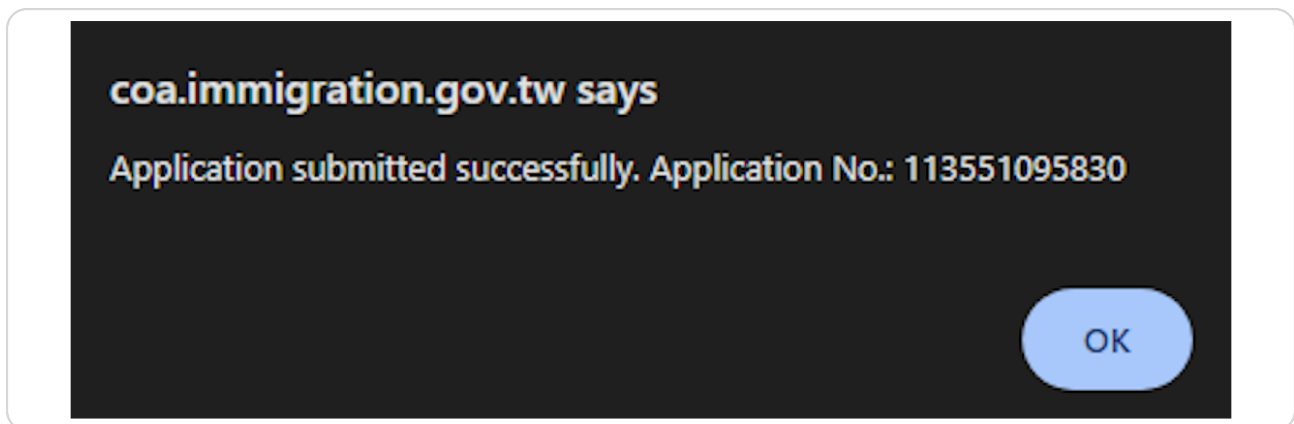 coa.immigration.gov.tw says
Application submitted successfully. Application No.: 113551095830
OK